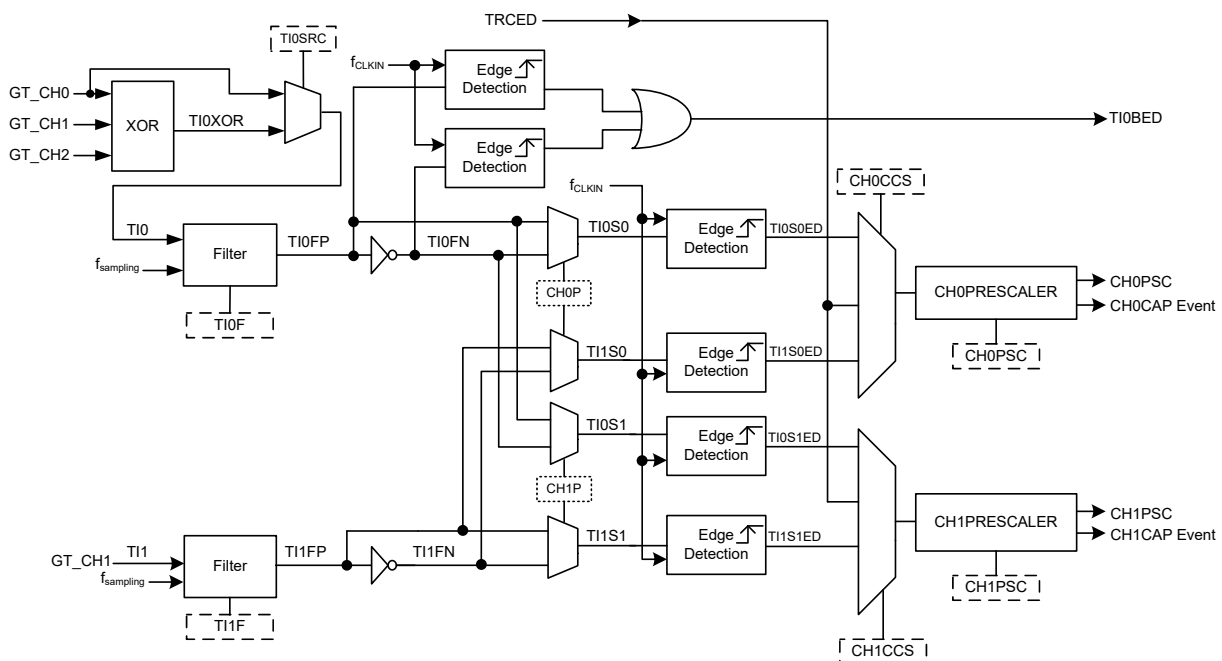 TRCED
TI0SRC
fCLKIN
Edge
Detection
GT_CH0
GT_CH1
GT_CH2
XOR
TI0XOR
TI0BED
Edge
Detection
fCLKIN
CH0CCS
TI0
fsampling
Filter
TI0FP
TI0FN
TI0S0
Edge
Detection
TI0S0ED
TI0F
CH0P
CH0PRESCALER
CH0PSC
CH0CAP Event
CH0PSC
TI1S0
Edge
Detection
TI1S0ED
TI0S1
Edge
Detection
TI0S1ED
CH1P
GT_CH1
TI1
fsampling
Filter
TI1FP
TI1FN
TI1S1
Edge
Detection
TI1S1ED
CH1PRESCALER
CH1PSC
CH1CAP Event
CH1PSC
TI1F
CH1CCS